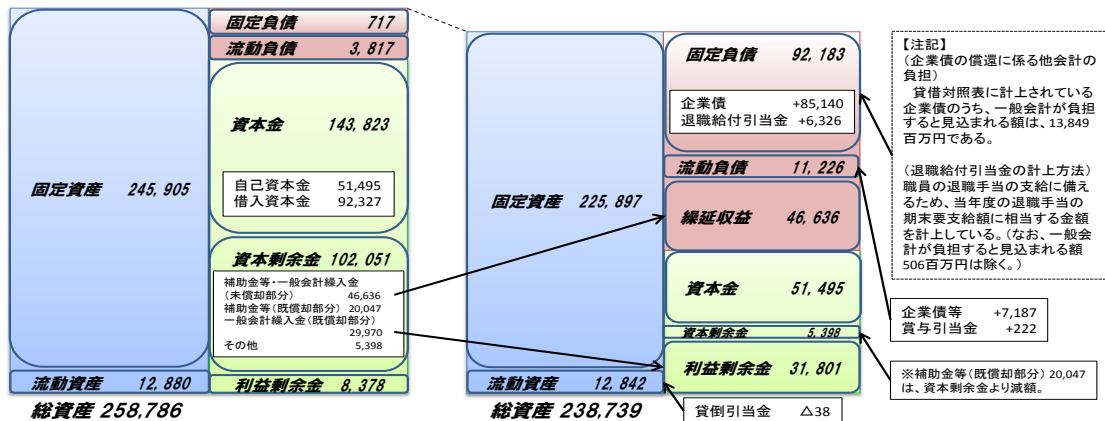 固定負債 717
流動負債 3,817
資本金 143,823
固定資産 245,905
自己資本金 51,495
借入資本金 92,327
資本剰余金 102,051
補助金等・一般会計繰入金
(未償却部分) 46,636
補助金等(既償却部分) 20,047
一般会計繰入金(既償却部分)
29,970
その他 5,398
流動資産 12,880
利益剰余金 8,378
総資産 258,786
固定負債 92,183
企業債 +85,140
退職給付引当金 +6,326
流動負債 11,226
固定資産 225,897
繰延収益 46,636
資本金 51,495
資本剰余金 5,398
利益剰余金 31,801
流動資産 12,842
総資産 238,739
貸倒引当金 △38
【注記】
(企業債の償還に係る他会計の
負担)
貸借対照表に計上されている
企業債のうち、一般会計が負担
すると見込まれる額は、13,849
百万円である。
(退職給付引当金の計上方法)
職員の退職手当の支給に備え
るため、当年度の退職手当の
期末要支給額に相当する金額
を計上している。(なお、一般会
計が負担すると見込まれる額
506百万円は除く。)
企業債等 +7,187
賞与引当金 +222
※補助金等(既償却部分) 20,047
は、資本剰余金より減額。